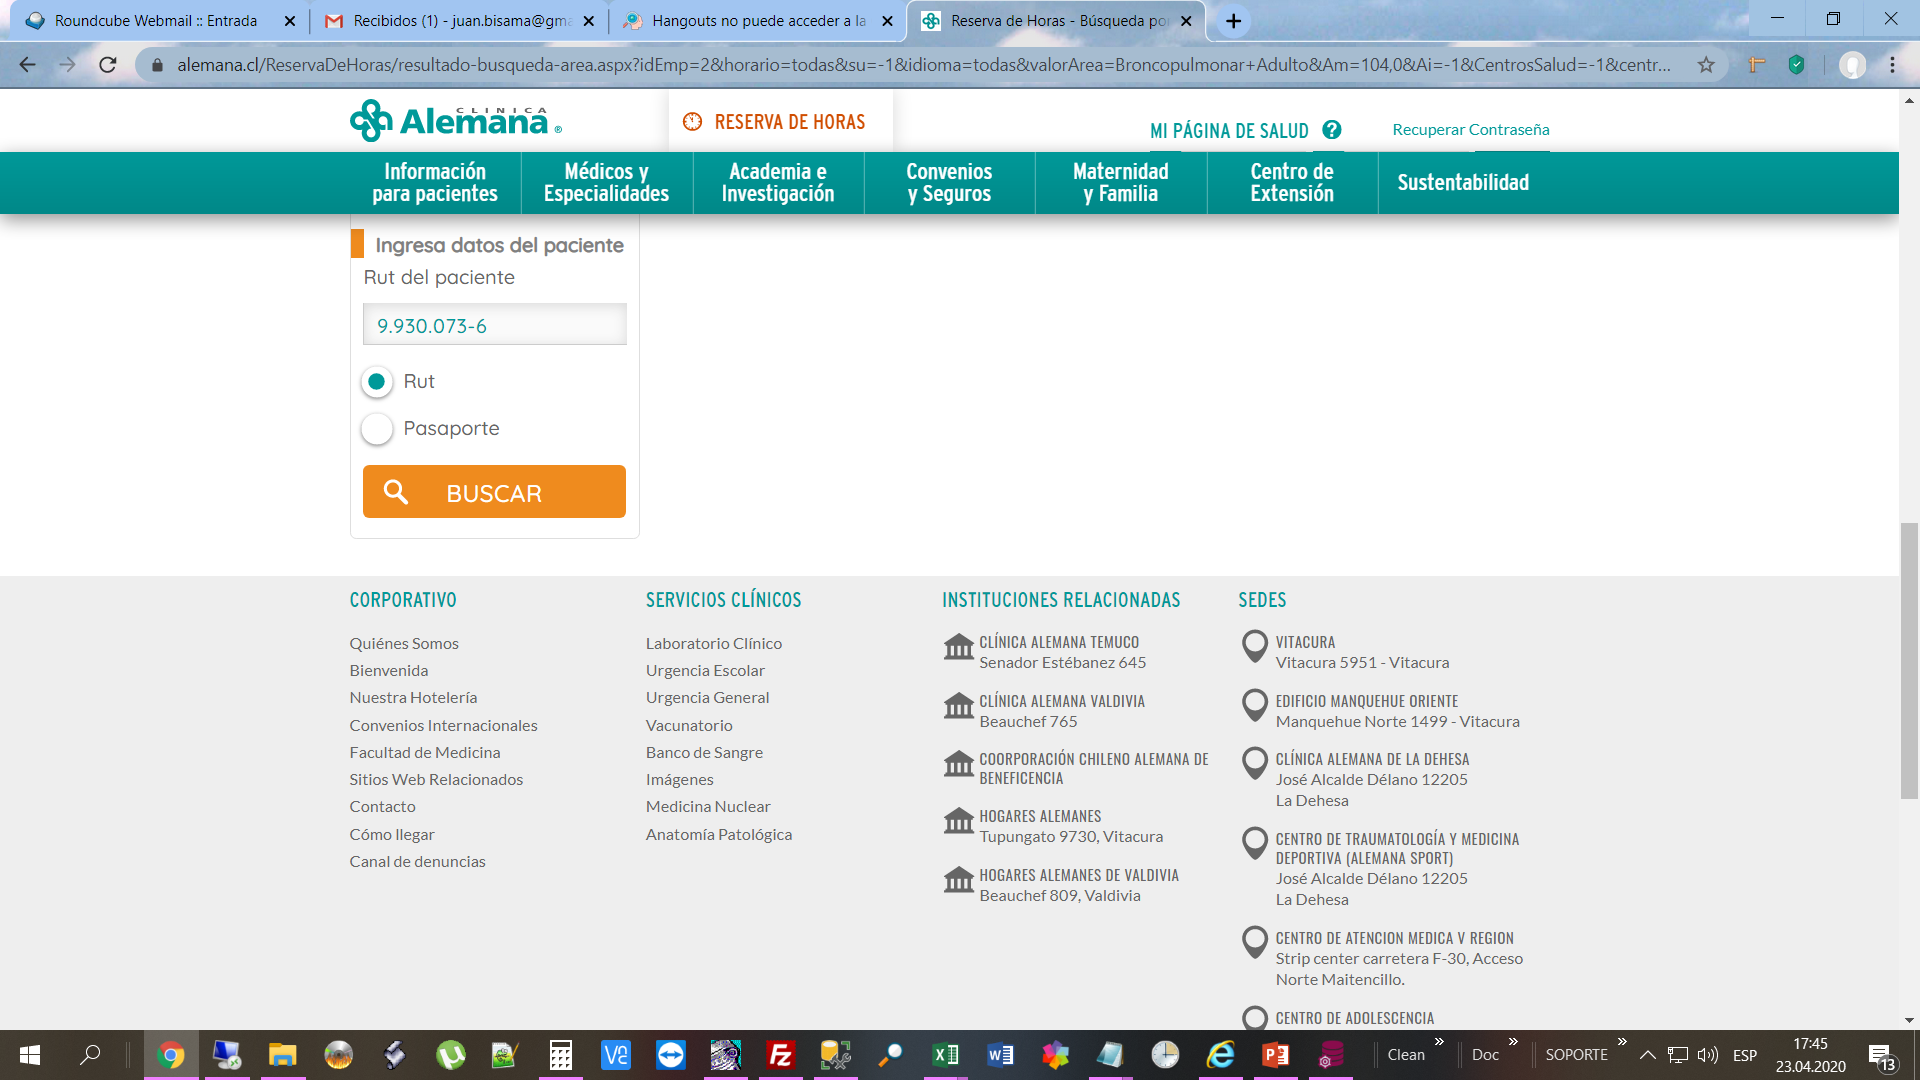 Roundcube Webmail :: Entrada
Recibidos (1) - juan.bisama@gma
Hangouts no puede acceder a la
Reserva de Horas - Búsqueda po
alemana.cl/ReservaDeHoras/resultado-busqueda-area.aspx?idEmp=2&horario=todas&su=-1&idioma=todas&valorArea=Broncopulmonar+Adulto&Am=104,0&Ai=-1&CentrosSalud=-1&centr...
CLINICA
Alemana ®
RESERVA DE HORAS
MI PÁGINA DE SALUD ?
Recuperar Contraseña
Información
para pacientes
Médicos y
Especialidades
Academia e
Investigación
Convenios
y Seguros
Maternidad
y Familia
Centro de
Extensión
Sustentabilidad
Ingresa datos del paciente
Rut del paciente
9.930.073-6
Rut
Pasaporte
BUSCAR
CORPORATIVO
Quiénes Somos
Bienvenida
Nuestra Hotelería
Convenios Internacionales
Facultad de Medicina
Sitios Web Relacionados
Contacto
Cómo llegar
Canal de denuncias
SERVICIOS CLÍNICOS
Laboratorio Clínico
Urgencia Escolar
Urgencia General
Vacunatorio
Banco de Sangre
Imágenes
Medicina Nuclear
Anatomía Patológica
INSTITUCIONES RELACIONADAS
CLÍNICA ALEMANA TEMUCO
Senador Estébanez 645
CLÍNICA ALEMANA VALDIVIA
Beauchef 765
COORPORACIÓN CHILENO ALEMANA DE
BENEFICENCIA
HOGARES ALEMANES
Tupungato 9730, Vitacura
HOGARES ALEMANES DE VALDIVIA
Beauchef 809, Valdivia
SEDES
VITACURA
Vitacura 5951 - Vitacura
EDIFICIO MANQUEHUE ORIENTE
Manquehue Norte 1499 - Vitacura
CLÍNICA ALEMANA DE LA DEHESA
José Alcalde Délano 12205
La Dehesa
CENTRO DE TRAUMATOLOGÍA Y MEDICINA
DEPORTIVA (ALEMANA SPORT)
José Alcalde Délano 12205
La Dehesa
CENTRO DE ATENCION MEDICA V REGION
Strip center carretera F-30, Acceso
Norte Maitencillo.
CENTRO DE ADOLESCENCIA
Clean »
Doc »
SOPORTE »
ESP
17:45
23.04.2020
13